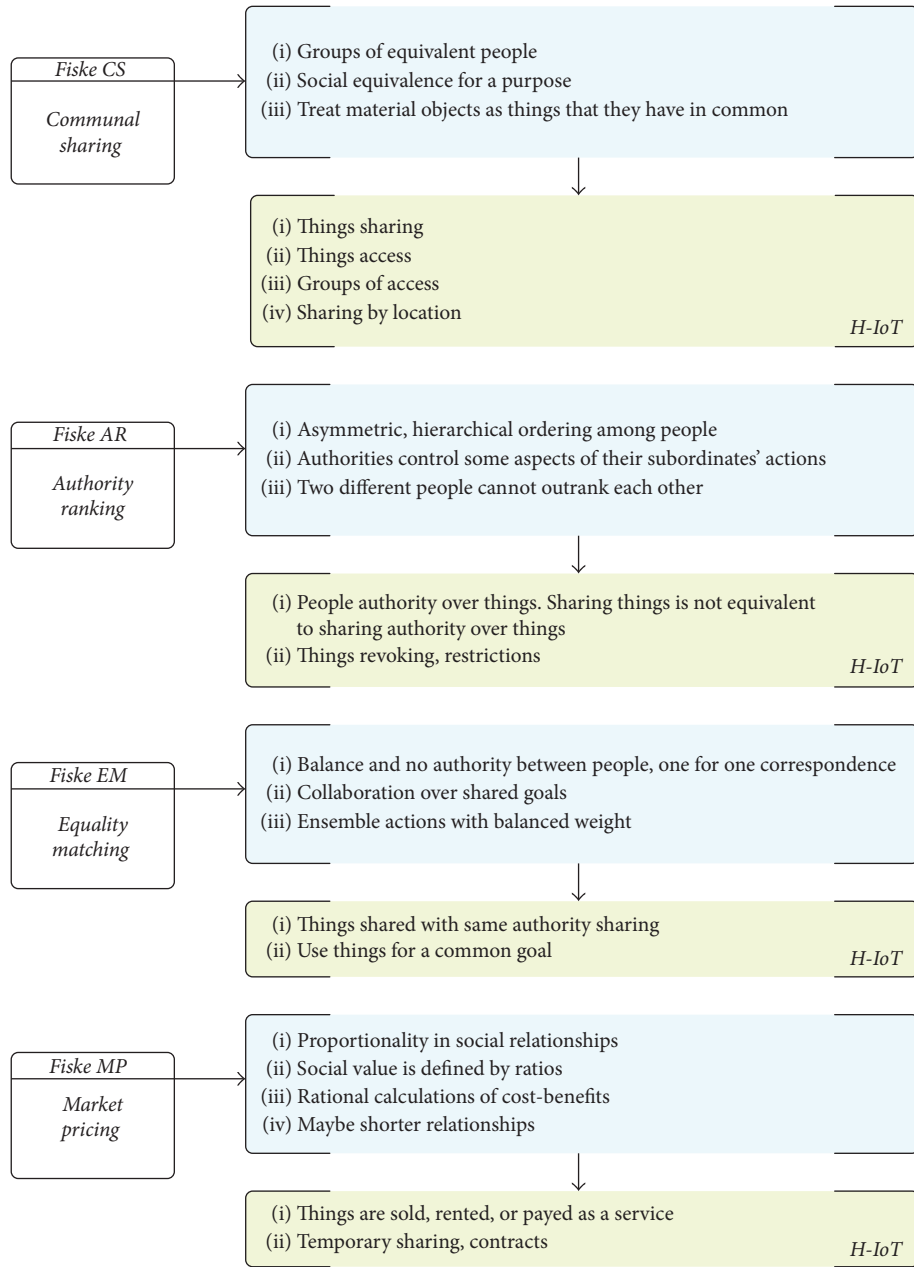 Fiske CS
Communal
sharing
(i) Groups of equivalent people
(ii) Social equivalence for a purpose
(iii) Treat material objects as things that they have in common
(i) Things sharing
(ii) Things access
(iii) Groups of access
(iv) Sharing by location
H-IoT
Fiske AR
Authority
ranking
(i) Asymmetric, hierarchical ordering among people
(ii) Authorities control some aspects of their subordinates’ actions
(iii) Two different people cannot outrank each other
(i) People authority over things. Sharing things is not equivalent
to sharing authority over things
(ii) Things revoking, restrictions
H-IoT
Fiske EM
Equality
matching
(i) Balance and no authority between people, one for one correspondence
(ii) Collaboration over shared goals
(iii) Ensemble actions with balanced weight
(i) Things shared with same authority sharing
(ii) Use things for a common goal
H-IoT
Fiske MP
Market
pricing
(i) Proportionality in social relationships
(ii) Social value is defined by ratios
(iii) Rational calculations of cost-benefits
(iv) Maybe shorter relationships
(i) Things are sold, rented, or payed as a service
(ii) Temporary sharing, contracts
H-IoT